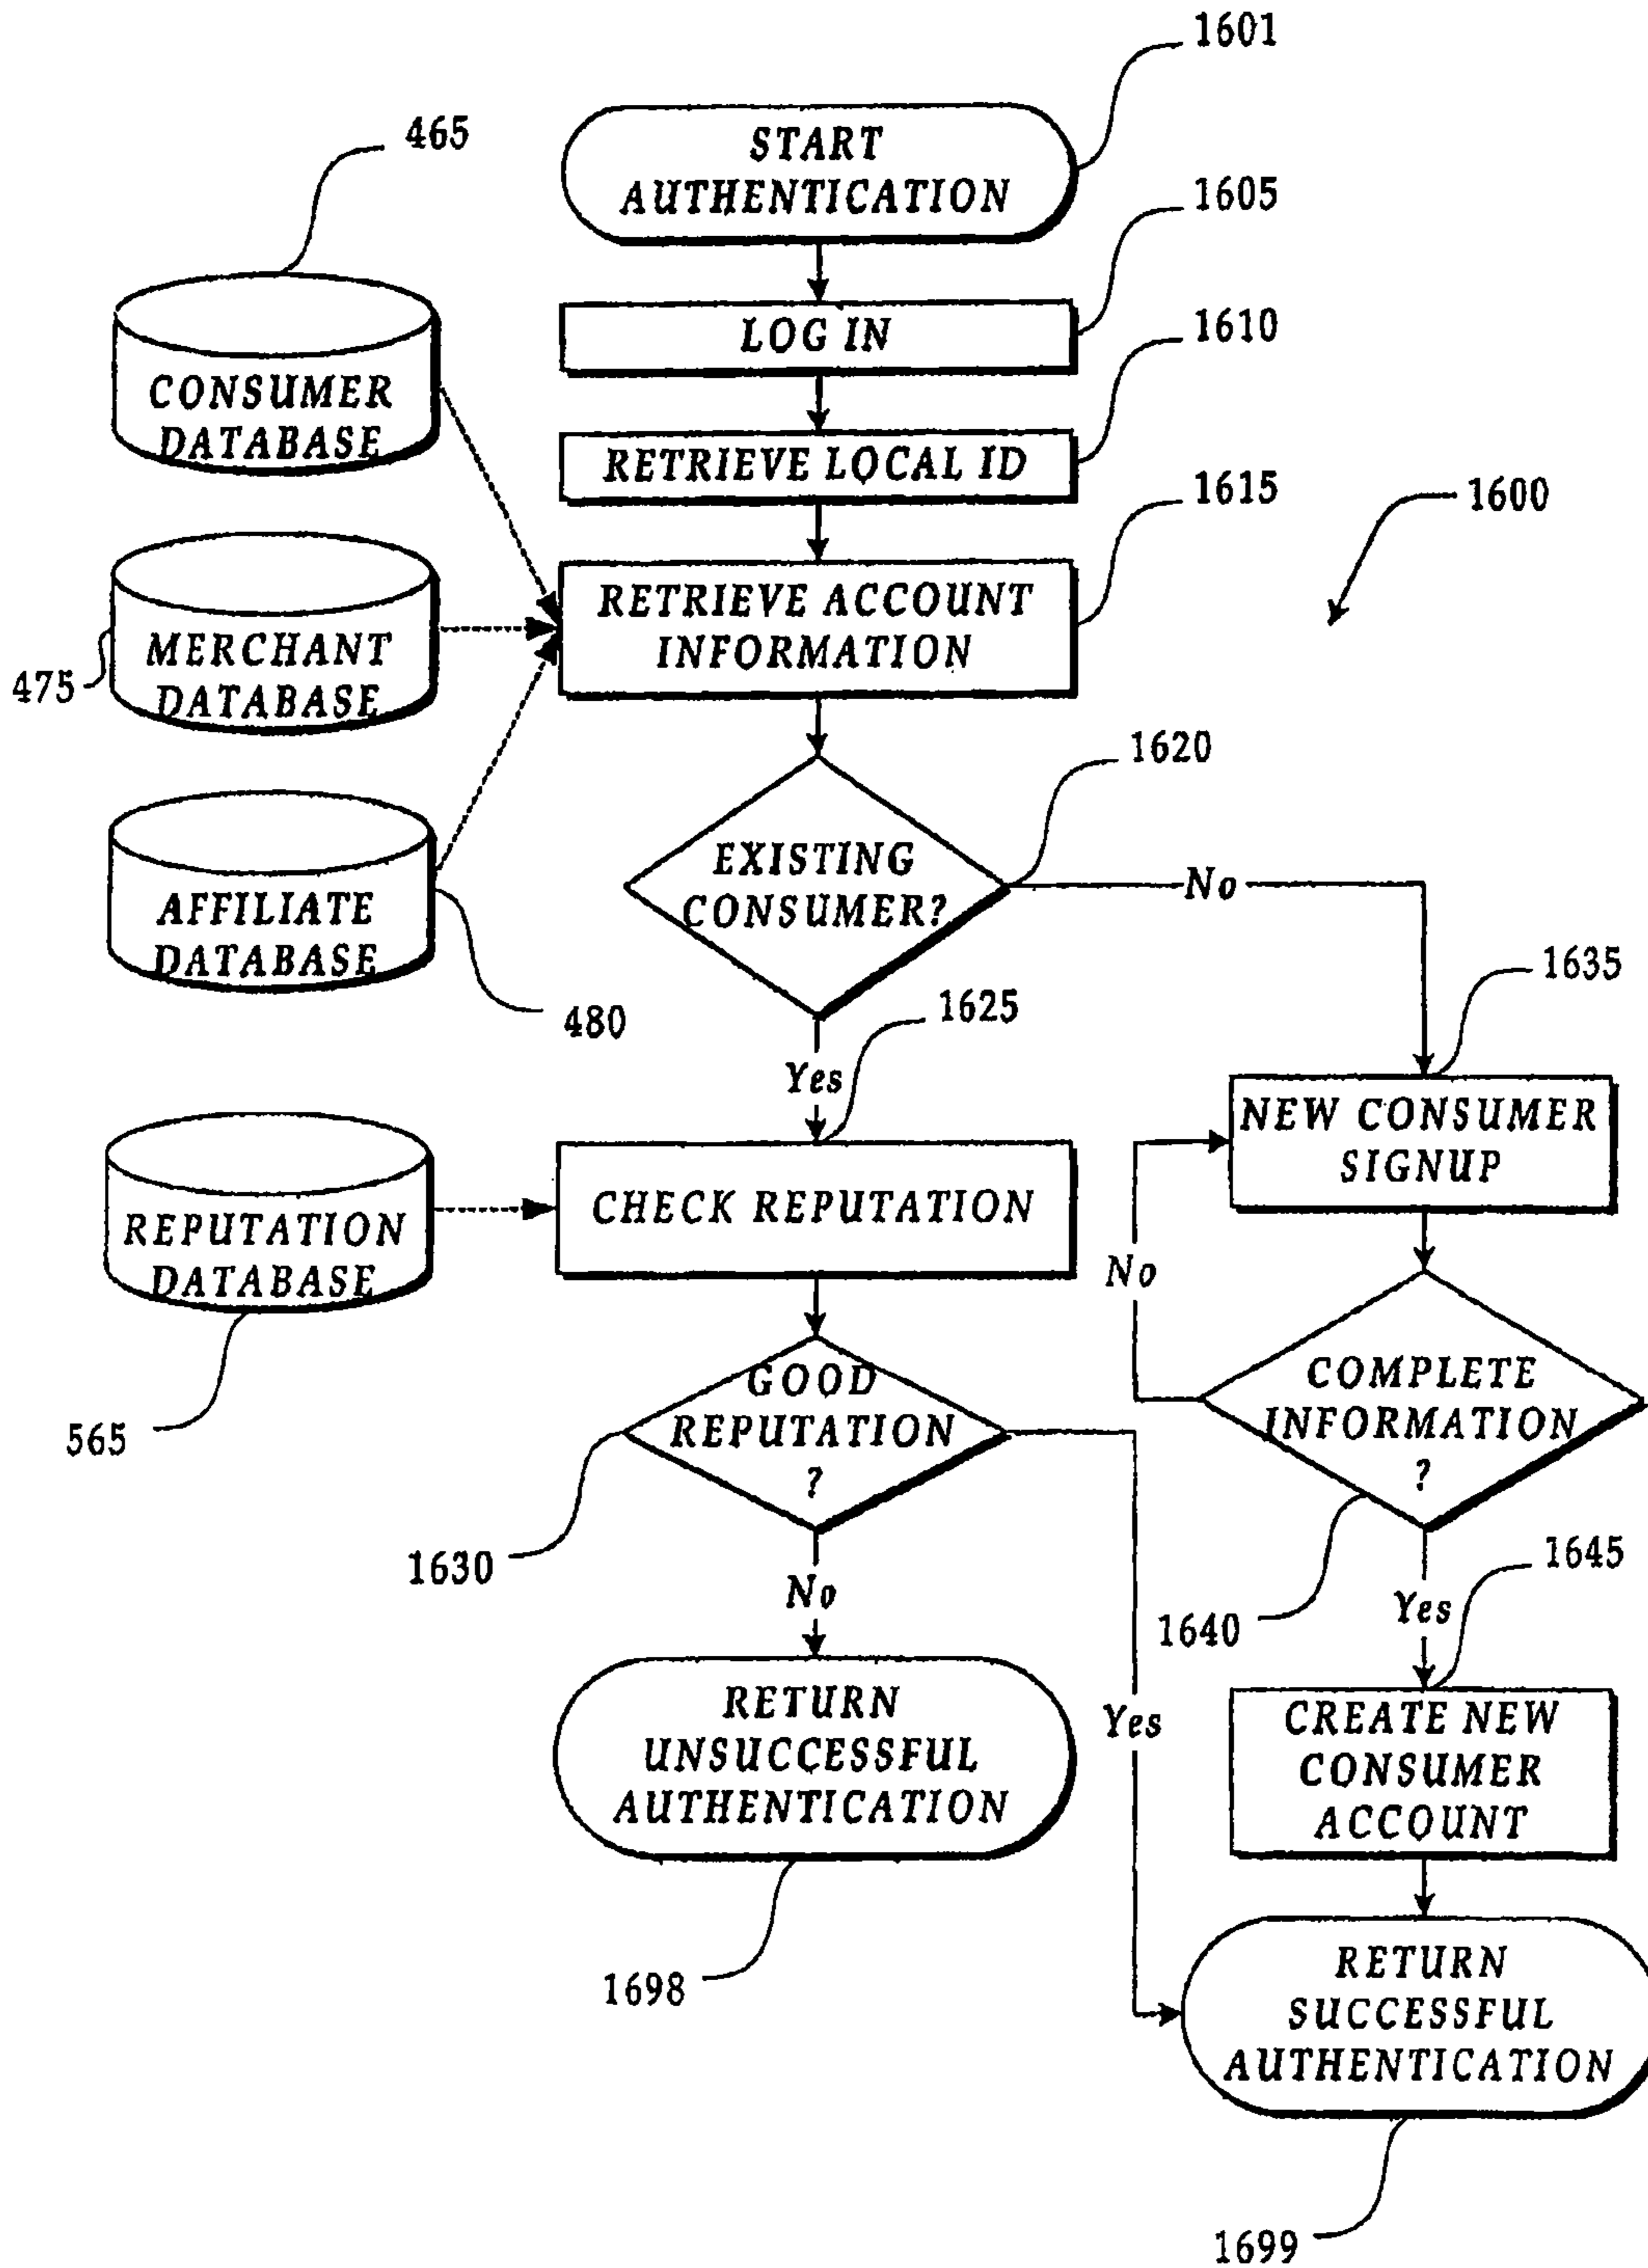 1601
START
AUTHENTICATION
465
1605
LOG IN
1610
CONSUMER
DATABASE
RETRIEVE LOCAL ID
1615
1600
RETRIEVE ACCOUNT
INFORMATION
MERCHANT
DATABASE
475
1620
EXISTING
CONSUMER?
No
AFFILIATE
DATABASE
480
1635
1625
Yes
NEW CONSUMER
SIGNUP
CHECK REPUTATION
REPUTATION
DATABASE
No
565
GOOD
REPUTATION
?
COMPLETE
INFORMATION
?
1630
1640
1645
No
Yes
RETURN
UNSUCCESSFUL
AUTHENTICATION
Yes
CREATE NEW
CONSUMER
ACCOUNT
1698
RETURN
SUCCESSFUL
AUTHENTICATION
1699